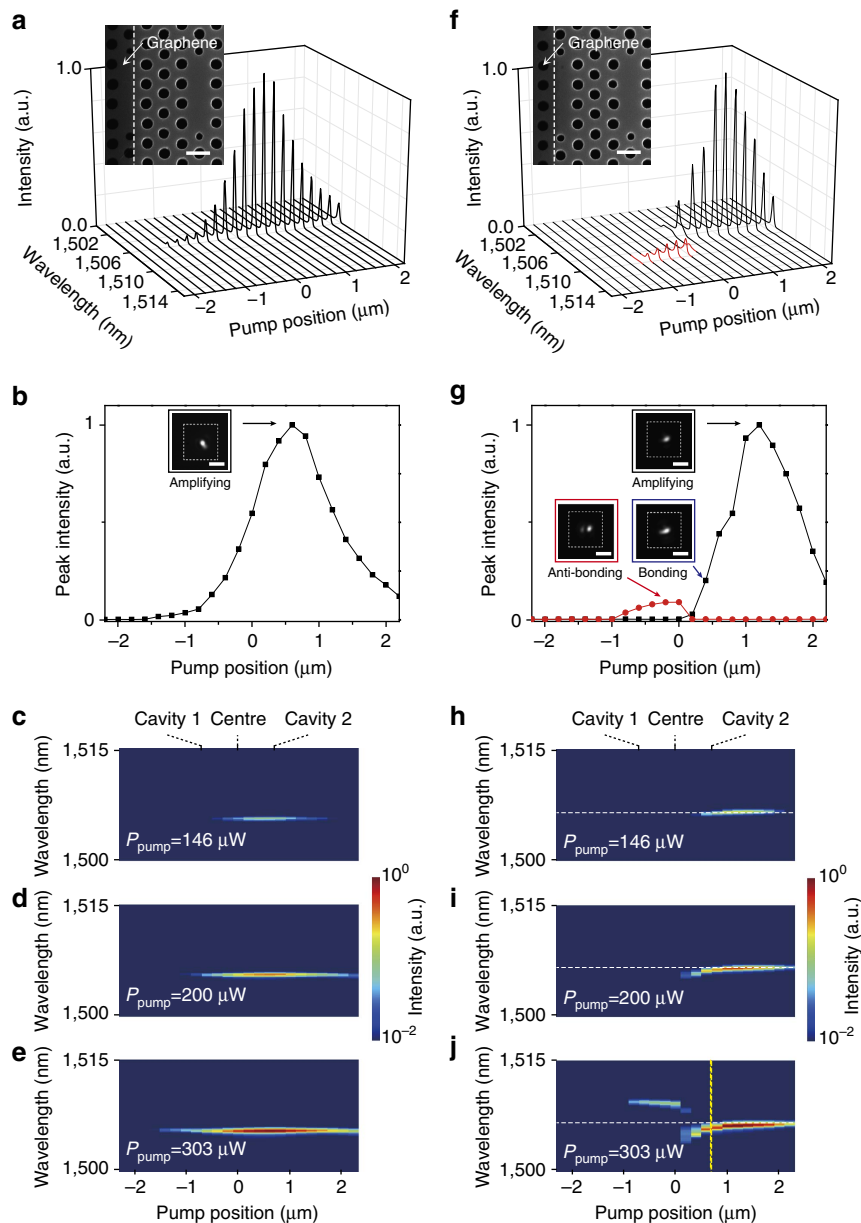 a
Graphene
1.0
Intensity (a.u.)
0.0
1,502
1,506
1,510
1,514
Wavelength (nm)
−2
−1
0
1
2
Pump position (μm)
f
Graphene
1.0
Intensity (a.u.)
0.0
1,502
1,506
1,510
1,514
Wavelength (nm)
−2
−1
0
1
2
Pump position (μm)
b
1
Peak intensity (a.u.)
0
Amplifying
−2 −1 0 1 2
Pump position (μm)
g
1
Peak intensity (a.u.)
0
Amplifying
Anti-bonding Bonding
−2 −1 0 1 2
Pump position (μm)
c
Cavity 1 Centre Cavity 2
1,515
Wavelength (nm)
1,500
Ppump=146 μW
d
1,515
Wavelength (nm)
1,500
Ppump=200 μW
e
1,515
Wavelength (nm)
1,500
Ppump=303 μW
−2 −1 0 1 2
Pump position (μm)
10⁰
Intensity (a.u.)
10⁻²
h
Cavity 1 Centre Cavity 2
1,515
Wavelength (nm)
1,500
Ppump=146 μW
i
1,515
Wavelength (nm)
1,500
Ppump=200 μW
j
1,515
Wavelength (nm)
1,500
Ppump=303 μW
−2 −1 0 1 2
Pump position (μm)
10⁰
Intensity (a.u.)
10⁻²